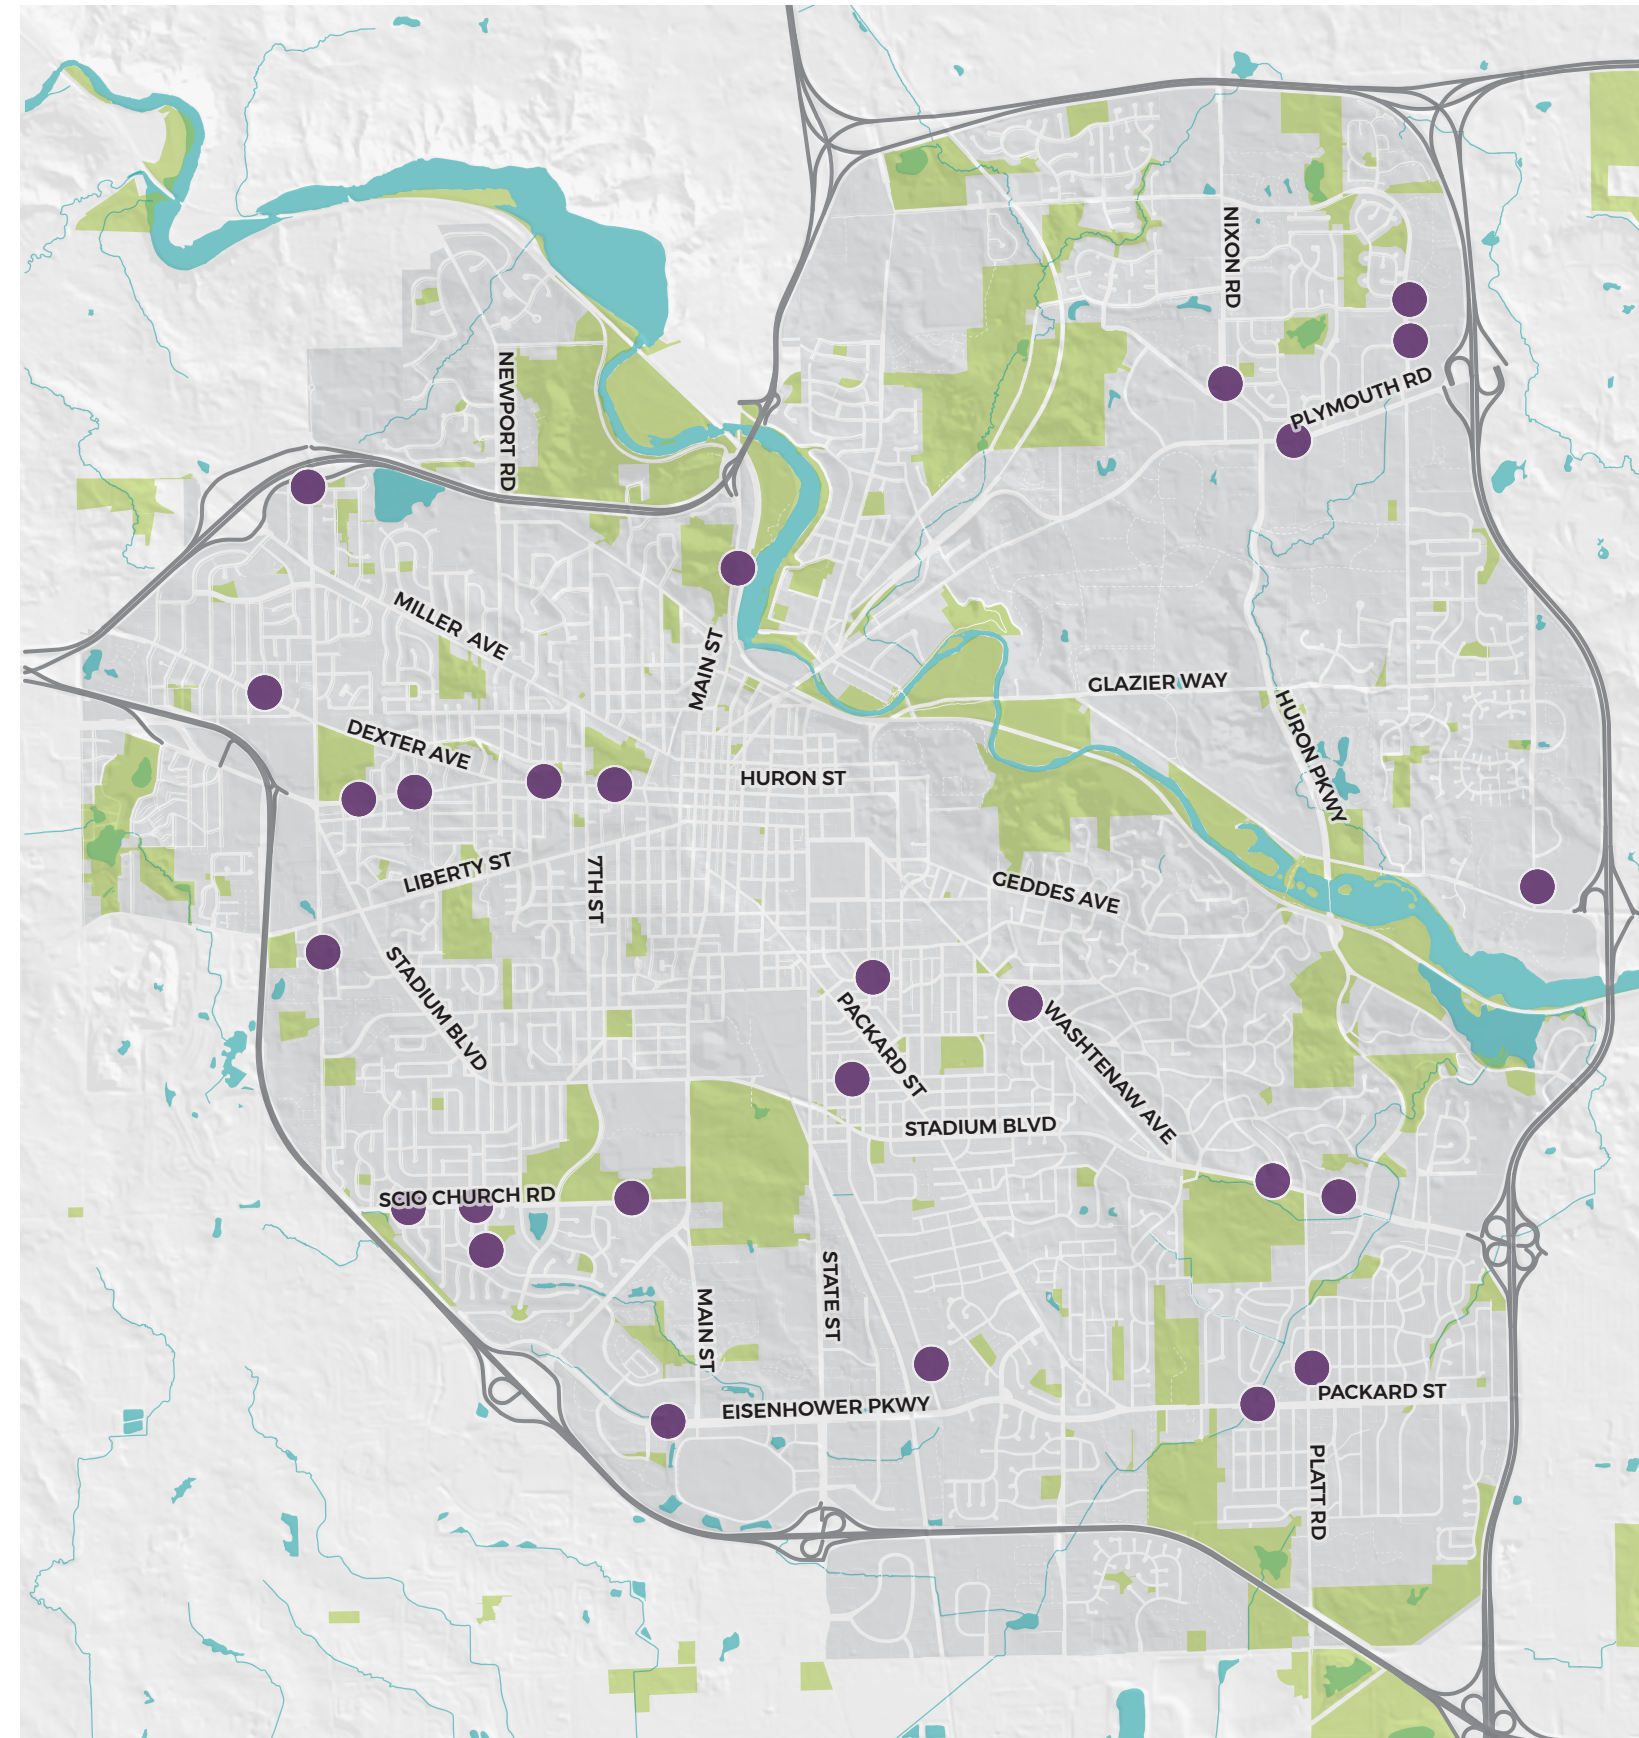 NIXON RD
NEWPORT RD
PLYMOUTH RD
MILLER AVE
MAIN ST
GLAZIER WAY
HURON PKWY
DEXTER AVE
HURON ST
LIBERTY ST
7TH ST
GEDDES AVE
STADIUM BLVD
PACKARD ST
WASHTENAW AVE
STADIUM BLVD
SCIO CHURCH RD
STATE ST
MAIN ST
EISENHOWER PKWY
PACKARD ST
PLATT RD